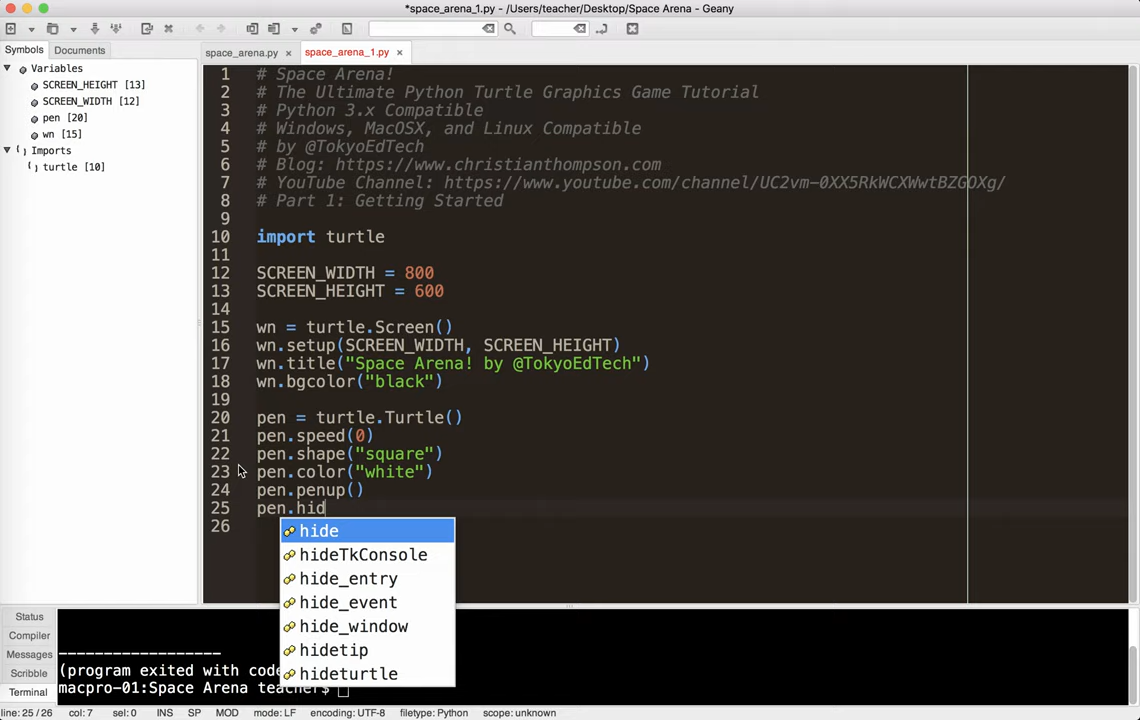 *space_arena_1.py - /Users/teacher/Desktop/Space Arena - Geany
Symbols Documents
space_arena.py × space_arena_1.py ×
Variables
SCREEN_HEIGHT [13]
SCREEN_WIDTH [12]
pen [20]
wn [15]
Imports
turtle [10]
1 # Space Arena!
2 # The Ultimate Python Turtle Graphics Game Tutorial
3 # Python 3.x Compatible
4 # Windows, MacOSX, and Linux Compatible
5 # by @TokyoEdTech
6 # Blog: https://www.christianthompson.com
7 # YouTube Channel: https://www.youtube.com/channel/UC2vm-0XX5RkWCXWwtBZGOXg/
8 # Part 1: Getting Started
9
10 import turtle
11
12 SCREEN_WIDTH = 800
13 SCREEN_HEIGHT = 600
14
15 wn = turtle.Screen()
16 wn.setup(SCREEN_WIDTH, SCREEN_HEIGHT)
17 wn.title("Space Arena! by @TokyoEdTech")
18 wn.bgcolor("black")
19
20 pen = turtle.Turtle()
21 pen.speed(0)
22 pen.shape("square")
23 pen.color("white")
24 pen.penup()
25 pen.hid
26
hide
hideTkConsole
hide_entry
hide_event
hide_window
hidetip
hideturtle
Status
Compiler
Messages
Scribble
Terminal
------------------
(program exited with code
macpro-01:Space Arena teacher$
line: 25 / 26 col: 7 sel: 0 INS SP MOD mode: LF encoding: UTF-8 filetype: Python scope: unknown